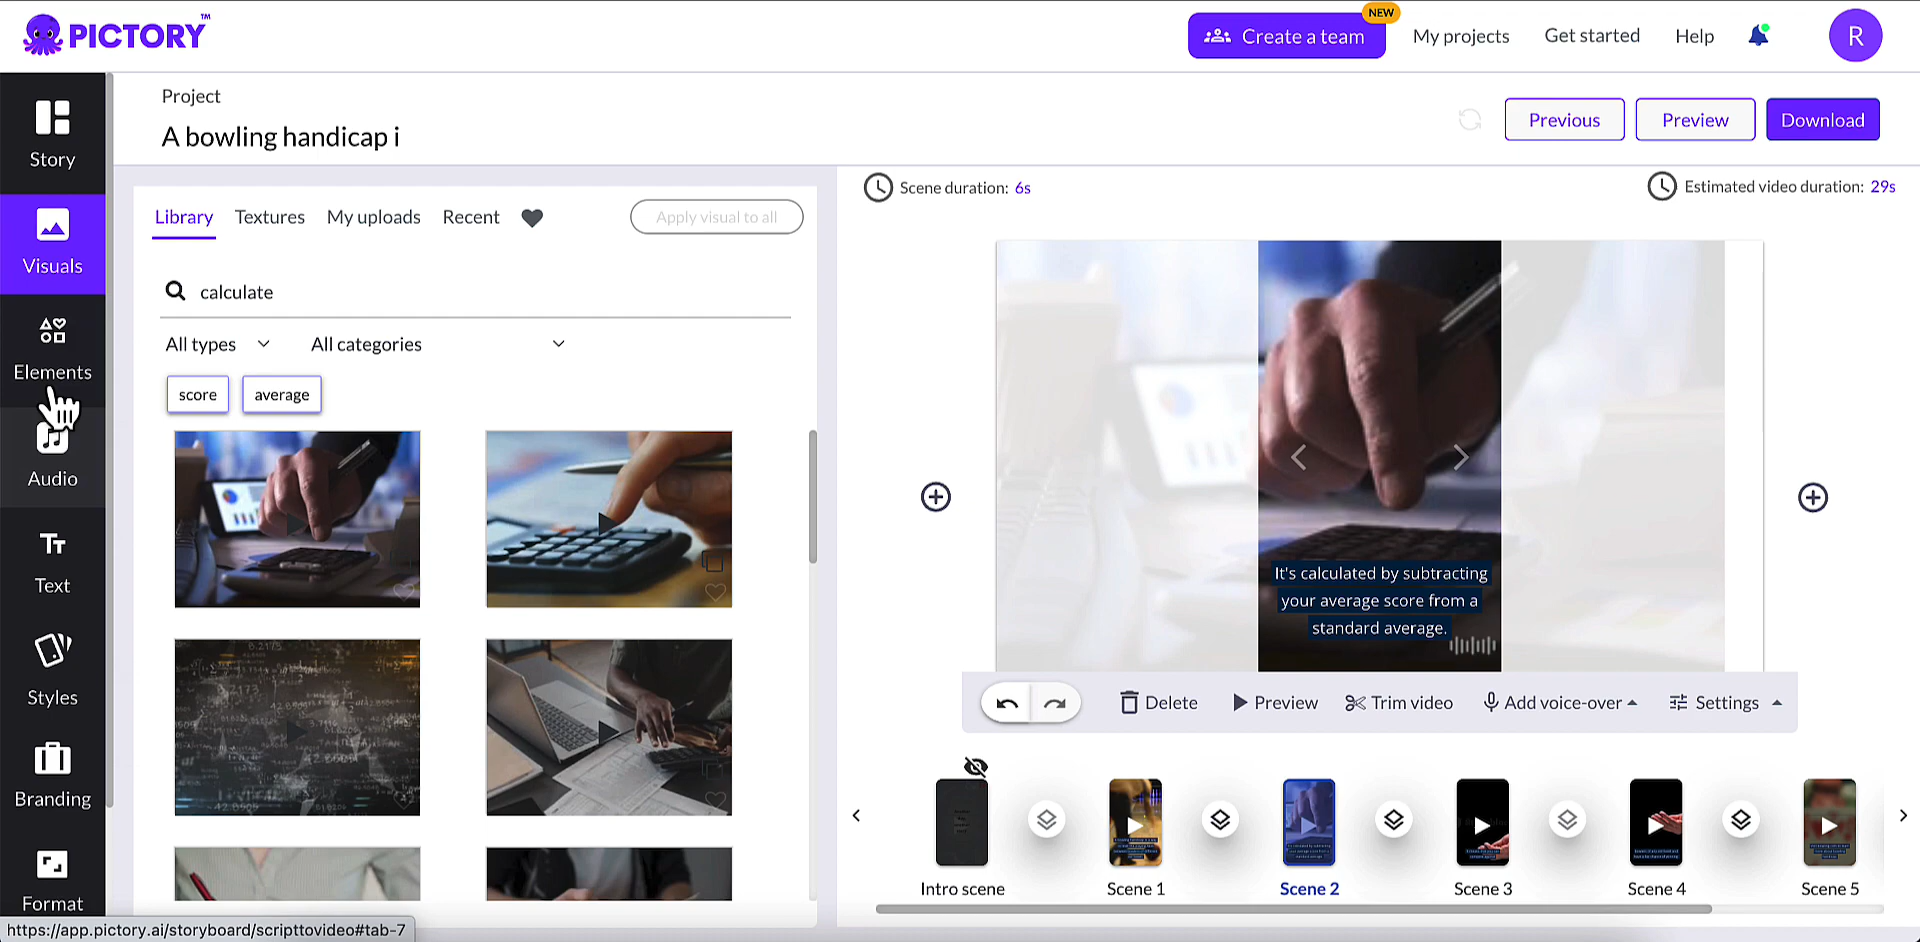 PICTORY™
NEW
Create a team
My projects
Get started
Help
R
Project
A bowling handicap i
Previous
Preview
Download
Story
Visuals
Elements
Audio
Text
Styles
Branding
Format
Library
Textures
My uploads
Recent
Apply visual to all
calculate
All types
All categories
score
average
Scene duration: 6s
Estimated video duration: 29s
It's calculated by subtracting
your average score from a
standard average.
Delete
Preview
Trim video
Add voice-over
Settings
Intro scene
Scene 1
Scene 2
Scene 3
Scene 4
Scene 5
https://app.pictory.ai/storyboard/scripttovideo#tab-7